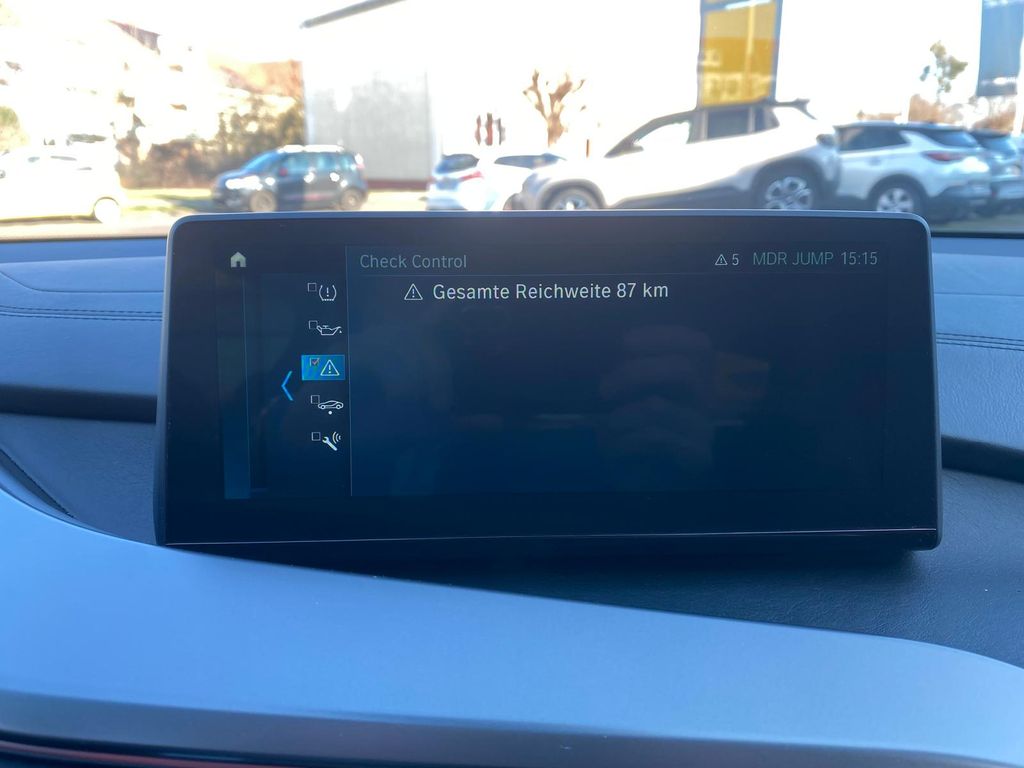 Check Control
5 MDR JUMP 15:15
Gesamte Reichweite 87 km